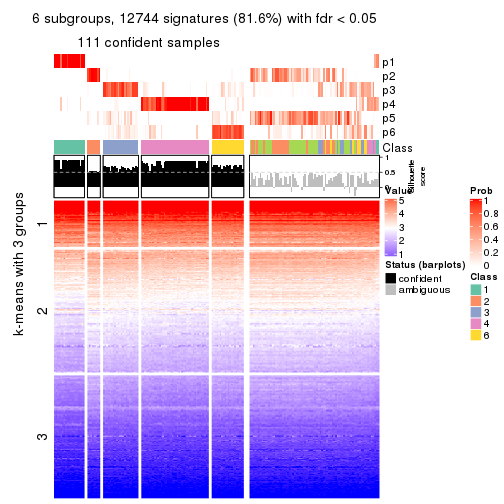 6 subgroups, 12744 signatures (81.6%) with fdr < 0.05
111 confident samples
p1
p2
p3
p4
p5
p6
Class
1
0.5
0
Silhouette
score
k-means with 3 groups
1
2
3
Value
5
4
3
2
1
Status (barplots)
confident
ambiguous
Prob
1
0.8
0.6
0.4
0.2
0
Class
1
2
3
4
6